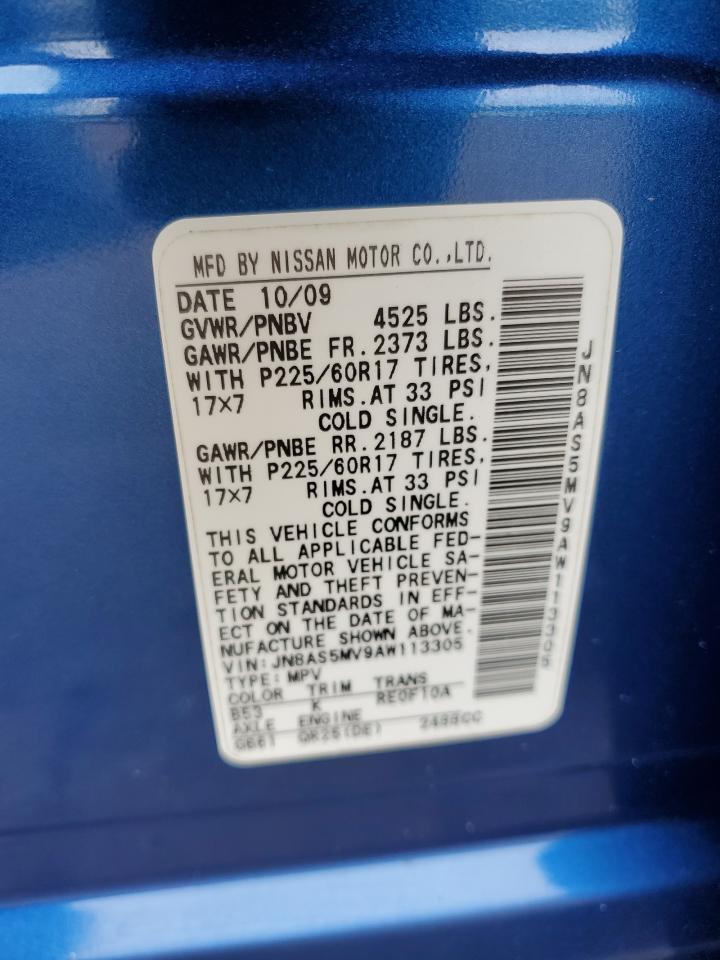 MFD BY NISSAN MOTOR CO.,LTD.
DATE 10/09
GVWR/PNBV 4525 LBS.
GAWR/PNBE FR. 2373 LBS.
WITH P225/60R17 TIRES,
17×7 RIMS.AT 33 PSI
COLD SINGLE.
GAWR/PNBE RR. 2187 LBS.
WITH P225/60R17 TIRES,
17×7 RIMS.AT 33 PSI
COLD SINGLE.
THIS VEHICLE CONFORMS
TO ALL APPLICABLE FED-
ERAL MOTOR VEHICLE SA-
FETY AND THEFT PREVEN-
TION STANDARDS IN EFF-
ECT ON THE DATE OF MA-
NUFACTURE SHOWN ABOVE.
VIN: JN8AS5MV9AW113305
TYPE: MPV
COLOR TRIM TRANS
B53 K RE0F10A
AXLE ENGINE
GB61 QR25(DE) 2488CC
JN8AS5MV9AW113305